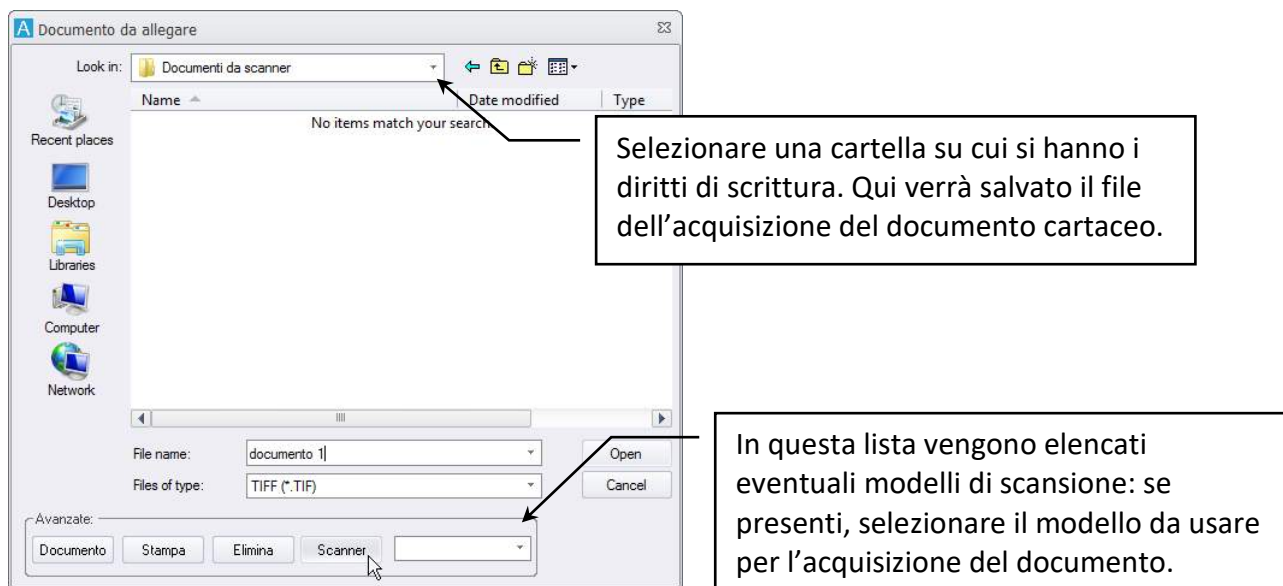 Documento da allegare
Look in: Documenti da scanner
Name Date modified Type
No items match your search.
Recent places
Desktop
Libraries
Computer
Network
Selezionare una cartella su cui si hanno i
diritti di scrittura. Qui verrà salvato il file
dell’acquisizione del documento cartaceo.
File name: documento 1 Open
Files of type: TIFF (*.TIF) Cancel
Avanzate:
Documento Stampa Elimina Scanner
In questa lista vengono elencati
eventuali modelli di scansione: se
presenti, selezionare il modello da usare
per l’acquisizione del documento.